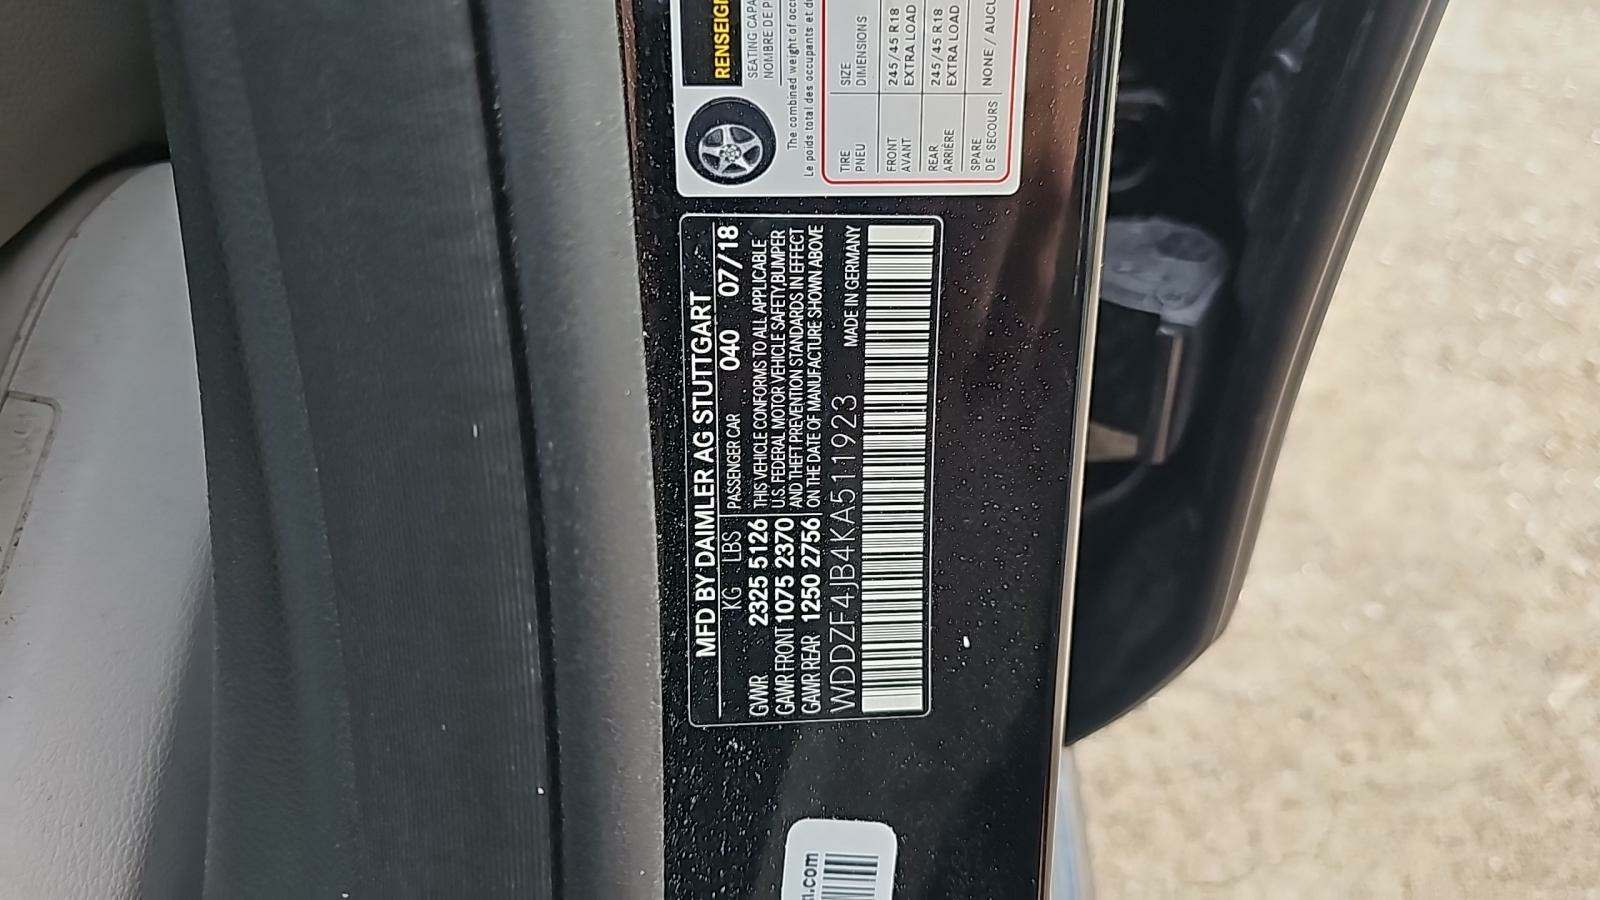 MFD BY DAIMLER AG STUTTGART
KG LBS PASSENGER CAR 040 07/18
GVWR 2325 5126 THIS VEHICLE CONFORMS TO ALL APPLICABLE
GAWR FRONT 1075 2370 U.S. FEDERAL MOTOR VEHICLE SAFETY, BUMPER
GAWR REAR 1250 2756 AND THEFT PREVENTION STANDARDS IN EFFECT
ON THE DATE OF MANUFACTURE SHOWN ABOVE
WDDZF4JB4KA511923 MADE IN GERMANY
RENSEIG
SEATING CAPA
NOMBRE DE P
The combined weight of occu
Le poids total des occupants et d
TIRE SIZE
PNEU DIMENSIONS
FRONT 245/45 R18
AVANT EXTRA LOAD
REAR 245/45 R18
ARRIÈRE EXTRA LOAD
SPARE NONE / AUCU
DE SECOURS
.com